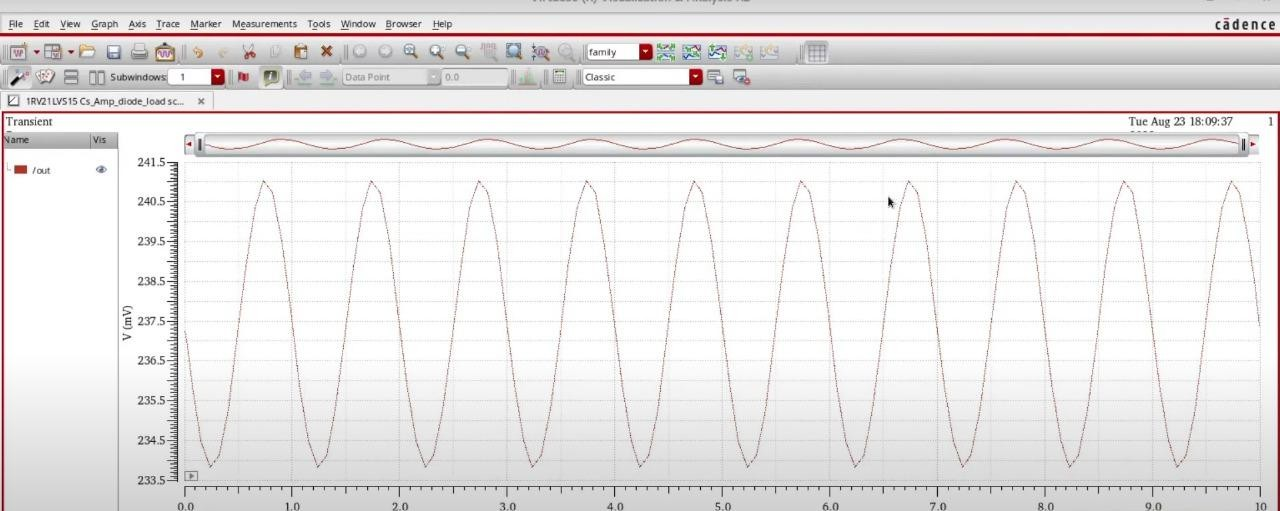 File Edit View Graph Axis Trace Marker Measurements Tools Window Browser Help
cādence
family
Subwindows: 1
Data Point
0.0
Classic
1RV21LVS15 Cs_Amp_diode_load sc...
Transient
Tue Aug 23 18:09:37
1
Name Vis
/out
241.5
240.5
239.5
238.5
237.5
236.5
235.5
234.5
233.5
V (mV)
0.0 1.0 2.0 3.0 4.0 5.0 6.0 7.0 8.0 9.0 10